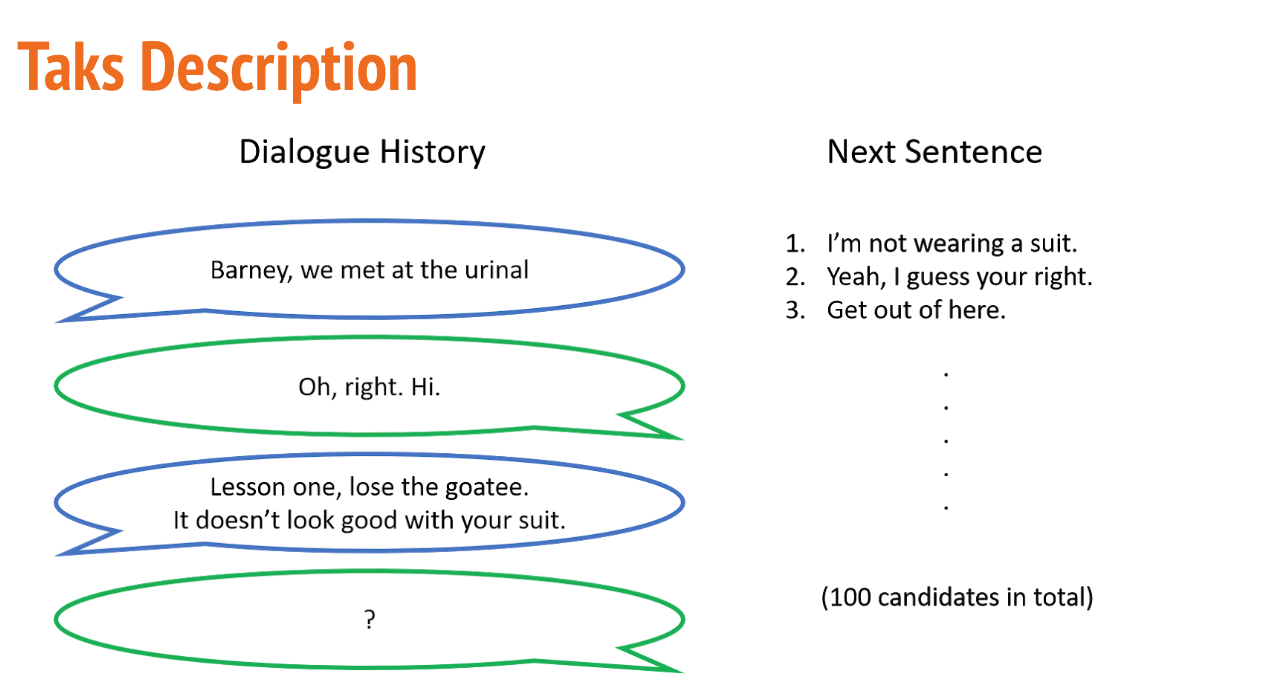 Taks Description
Dialogue History
Barney, we met at the urinal
Oh, right. Hi.
Lesson one, lose the goatee.
It doesn’t look good with your suit.
?
Next Sentence
1. I’m not wearing a suit.
2. Yeah, I guess your right.
3. Get out of here.
.
.
.
.
.
(100 candidates in total)